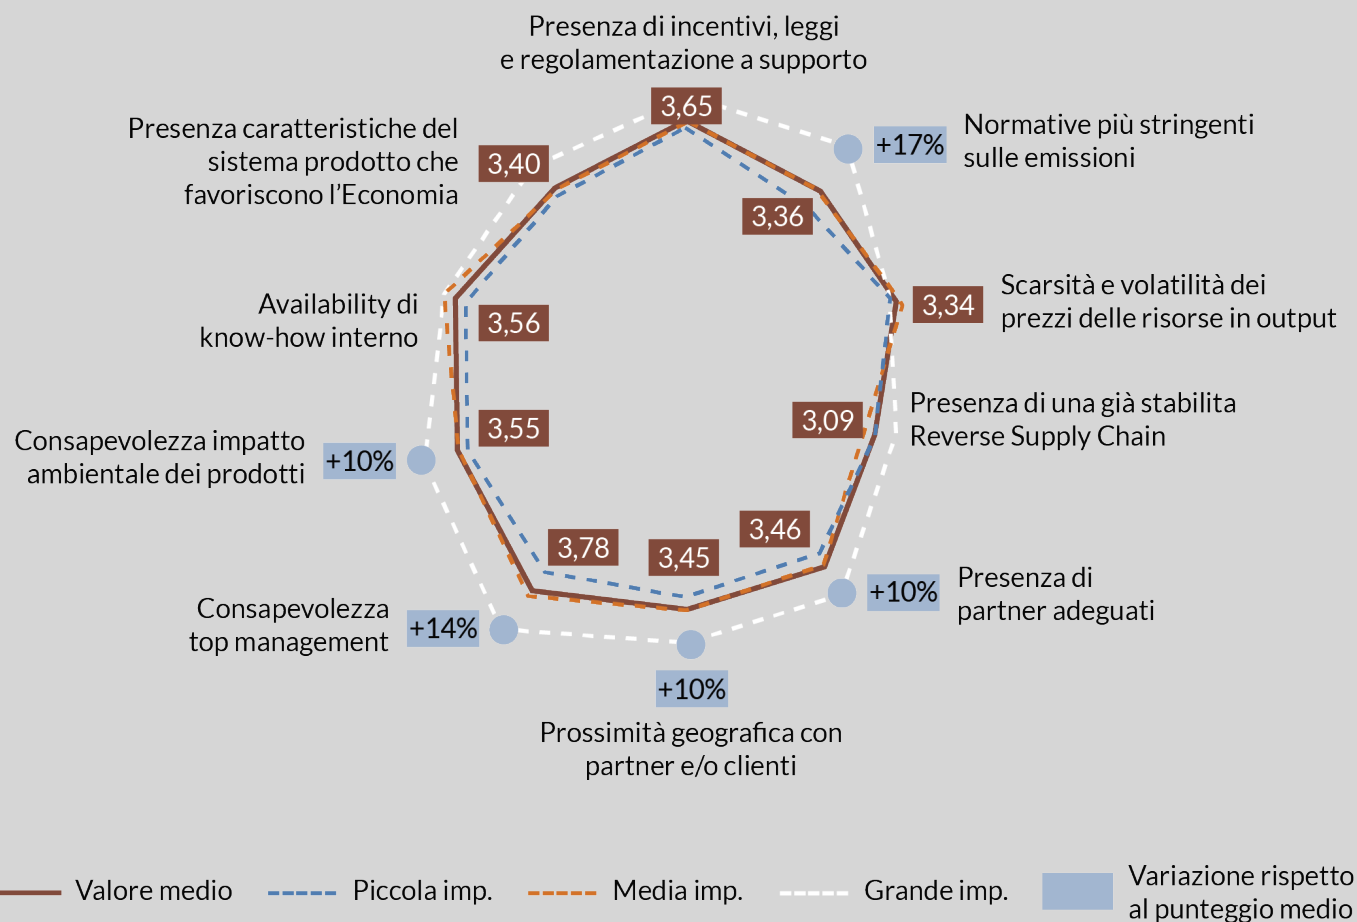 Presenza di incentivi, leggi
e regolamentazione a supporto
3,65
Normative più stringenti
sulle emissioni
+17%
3,36
Scarsità e volatilità dei
prezzi delle risorse in output
3,34
Presenza di una già stabilita
Reverse Supply Chain
3,09
Presenza di
partner adeguati
+10%
3,46
3,45
+10%
Prossimità geografica con
partner e/o clienti
Consapevolezza
top management
+14%
3,78
Consapevolezza impatto
ambientale dei prodotti
+10%
3,55
Availability di
know-how interno
3,56
Presenza caratteristiche del
sistema prodotto che
favoriscono l'Economia
3,40
Valore medio
Piccola imp.
Media imp.
Grande imp.
Variazione rispetto
al punteggio medio